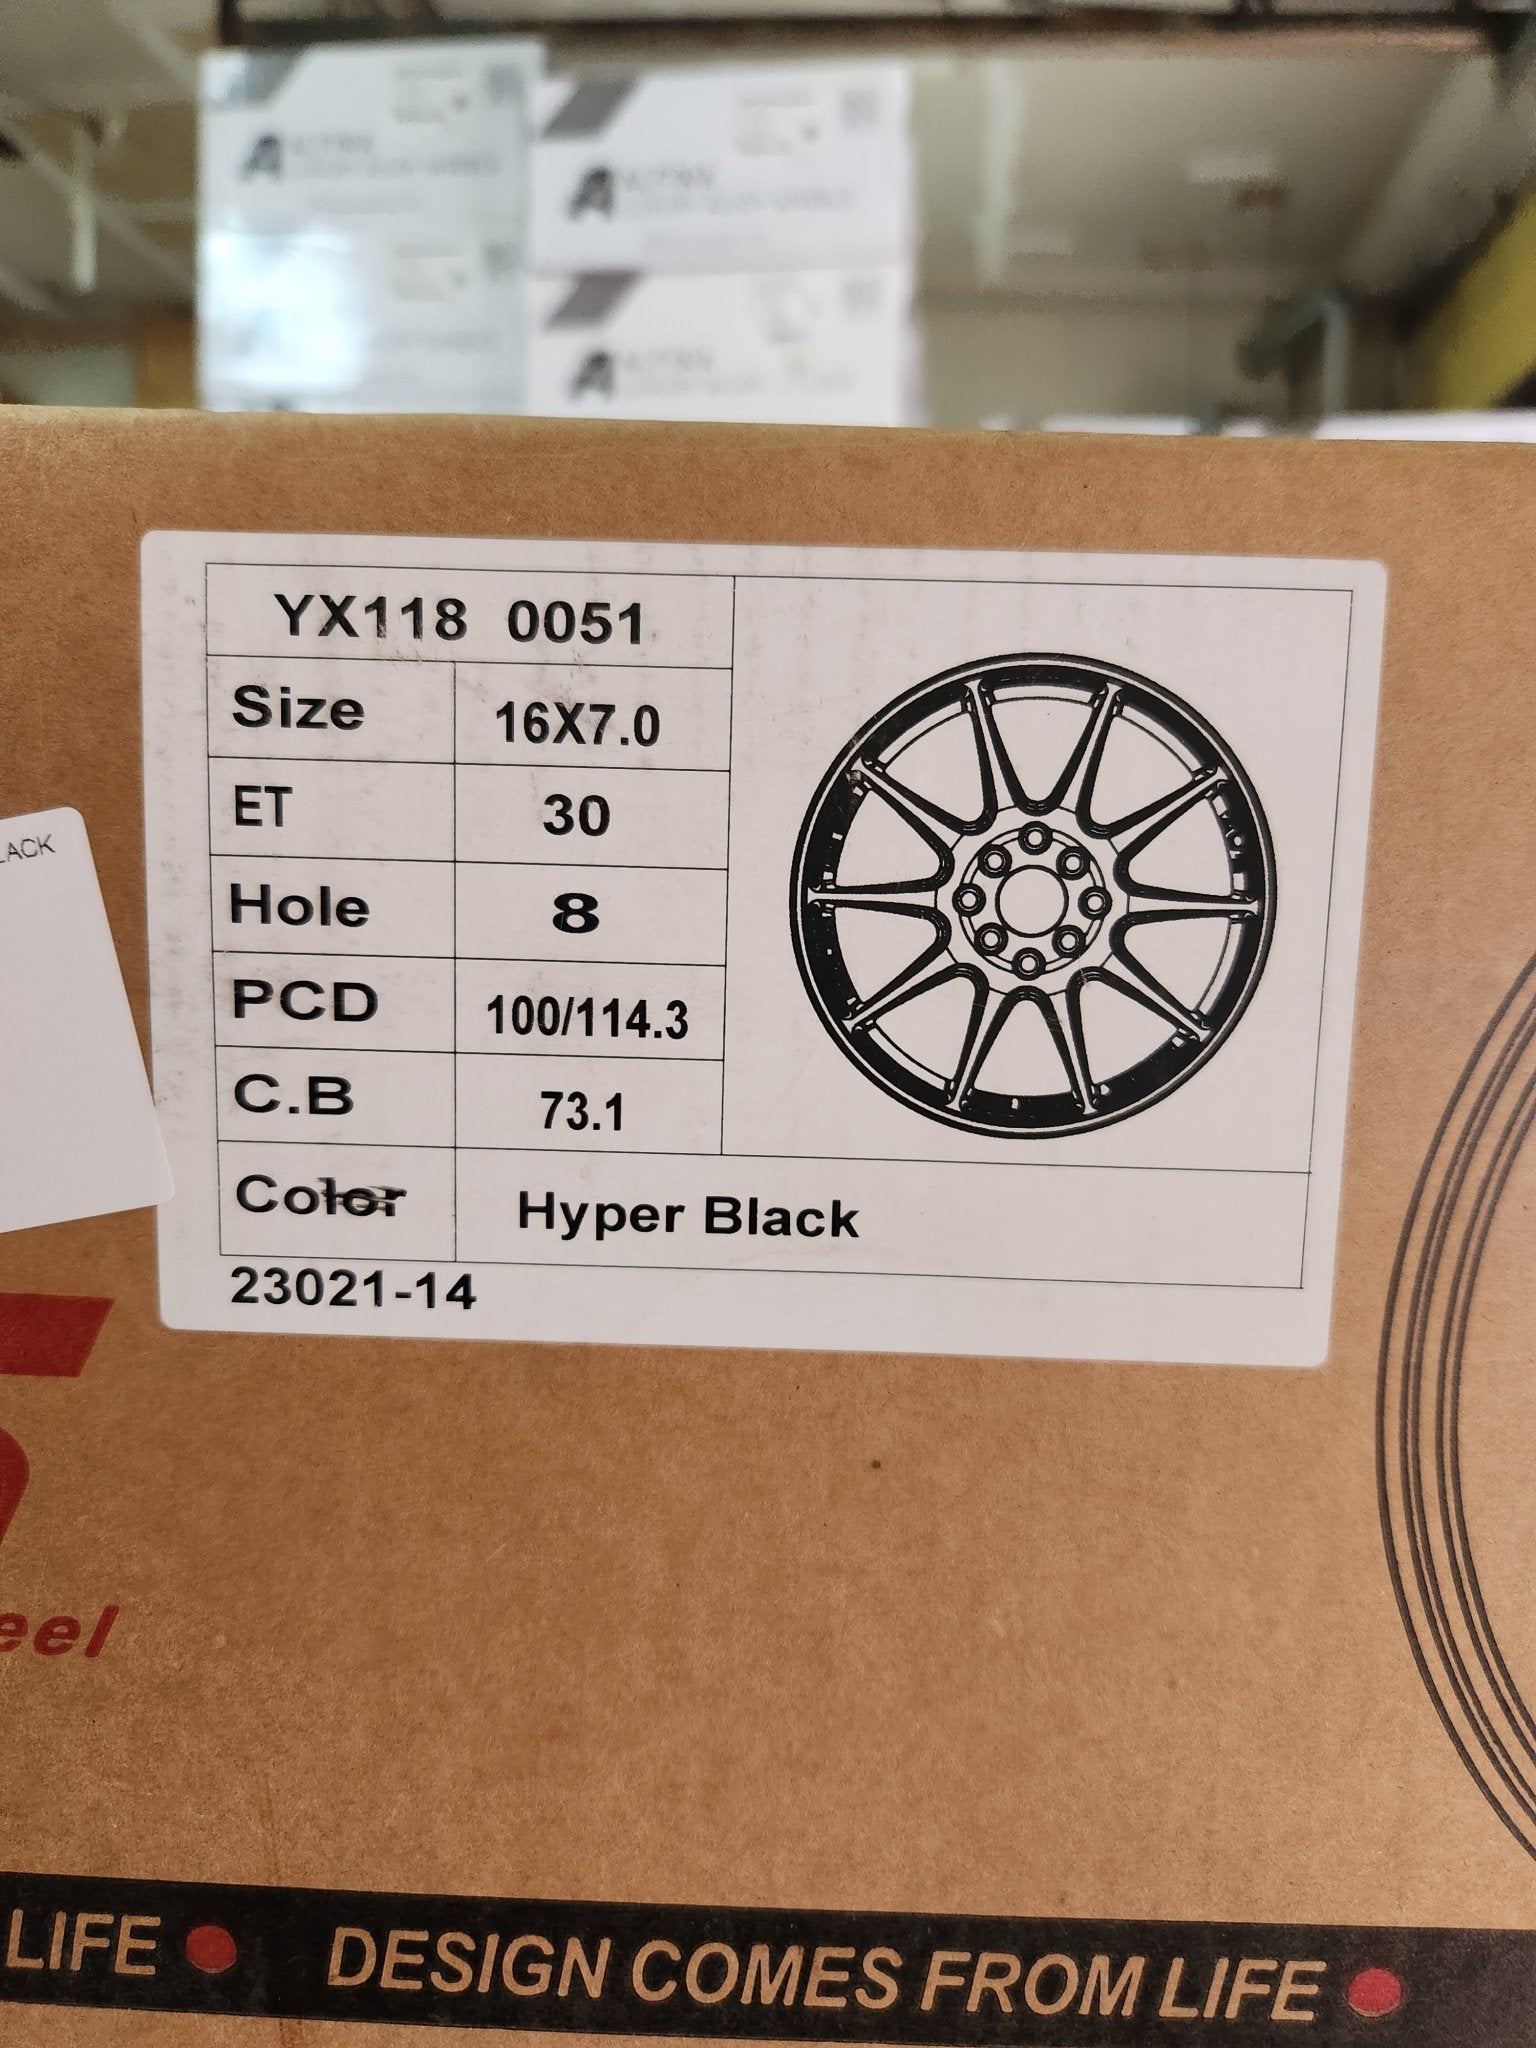 YX118 0051
Size 16X7.0
ET 30
Hole 8
PCD 100/114.3
C.B 73.1
Color Hyper Black
23021-14
LACK
eel
LIFE DESIGN COMES FROM LIFE